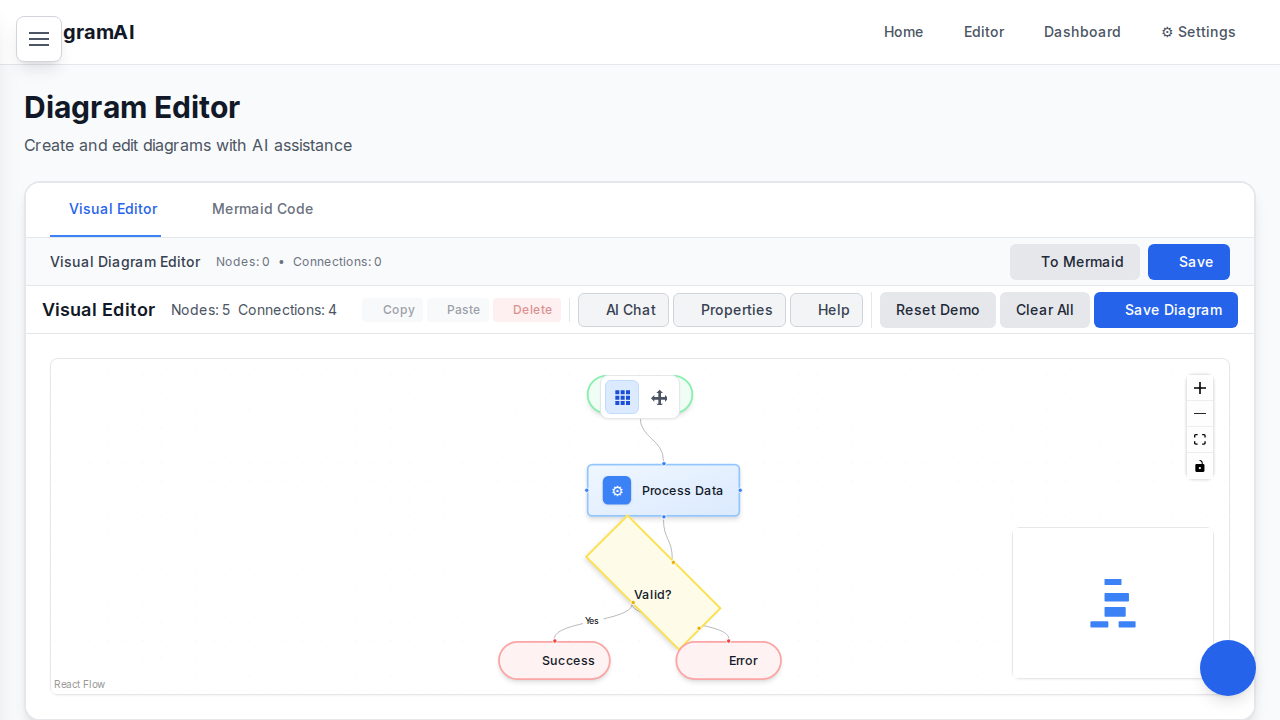 gramAI
Home Editor Dashboard ⚙ Settings
Diagram Editor
Create and edit diagrams with AI assistance
Visual Editor Mermaid Code
Visual Diagram Editor Nodes: 0 • Connections: 0 To Mermaid Save
Visual Editor Nodes: 5 Connections: 4 Copy Paste Delete AI Chat Properties Help Reset Demo Clear All Save Diagram
Process Data
Valid?
Yes
Success Error
React Flow